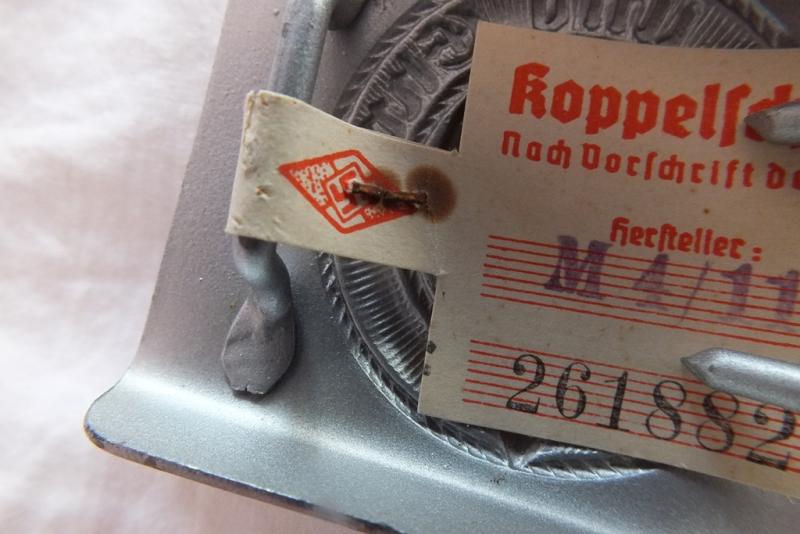 Koppelsch
Nach Vorschrift de
Hersteller:
M 4/11
261882